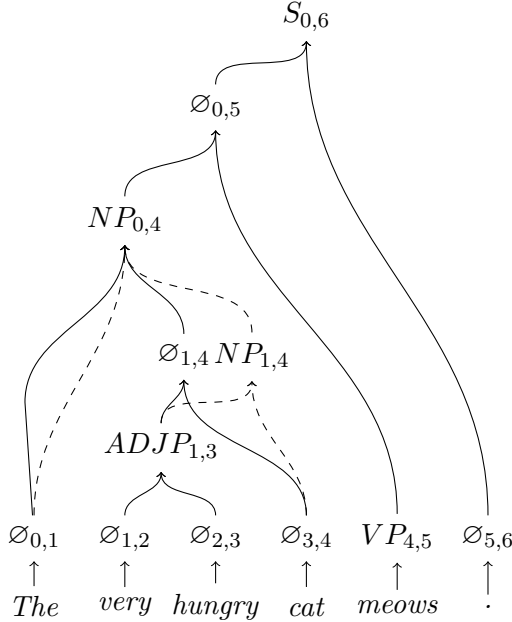 S0,6
∅0,5
NP0,4
∅1,4 NP1,4
ADJP1,3
∅0,1 ∅1,2 ∅2,3 ∅3,4 VP4,5 ∅5,6
The very hungry cat meows .